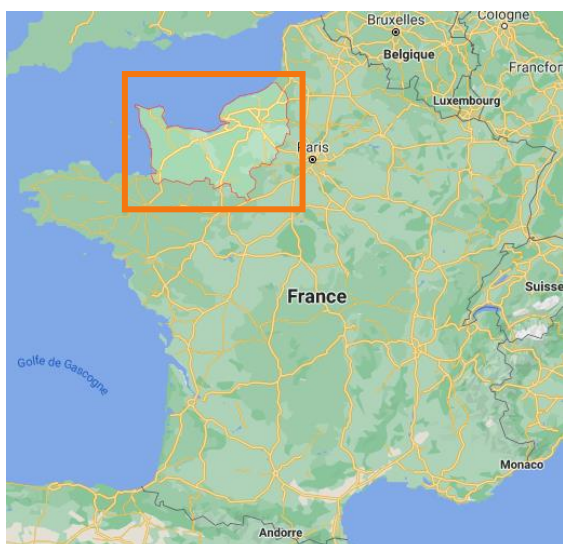 Bruxelles
Cologne
Belgique
Francfor
Luxembourg
Paris
France
Suisse
Golfe de Gascogne
Monaco
Andorre